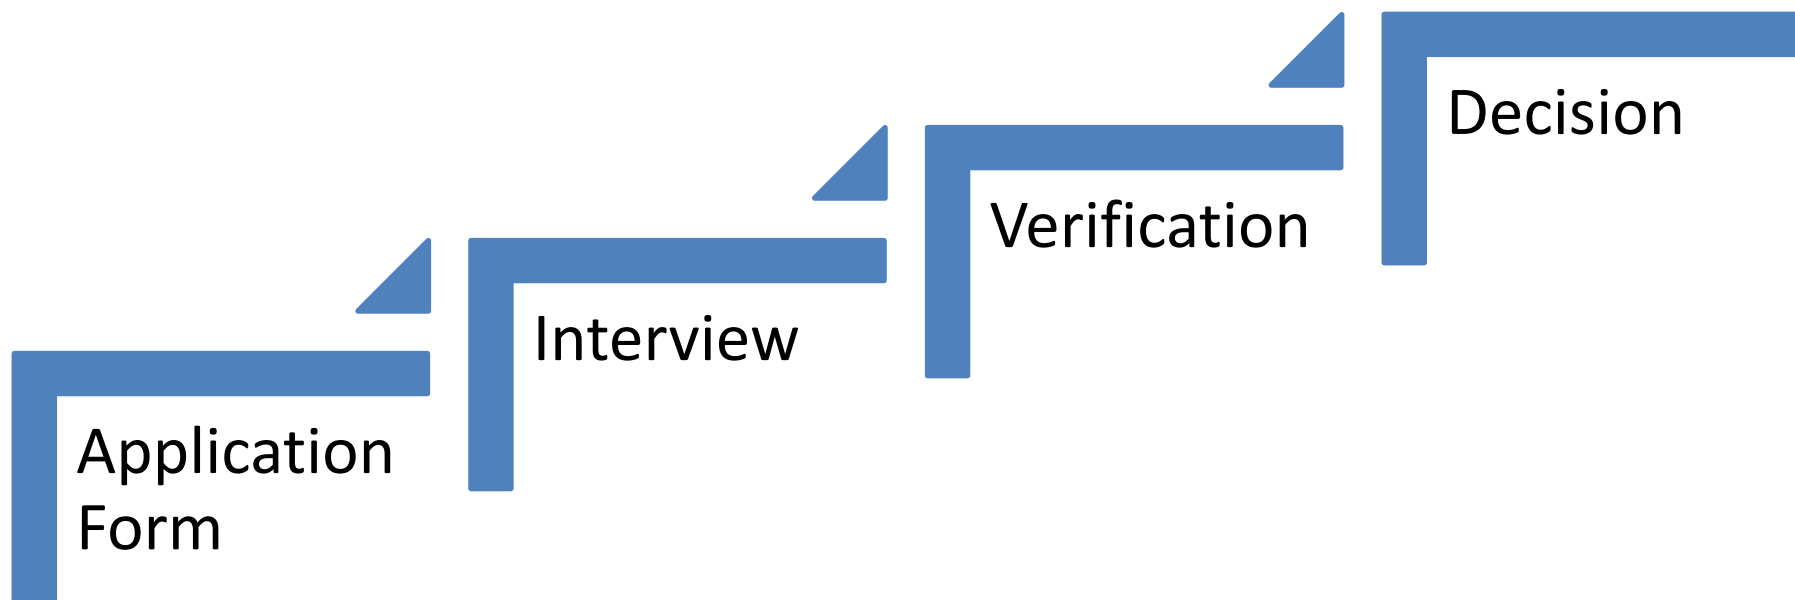 Application
Form
Interview
Verification
Decision